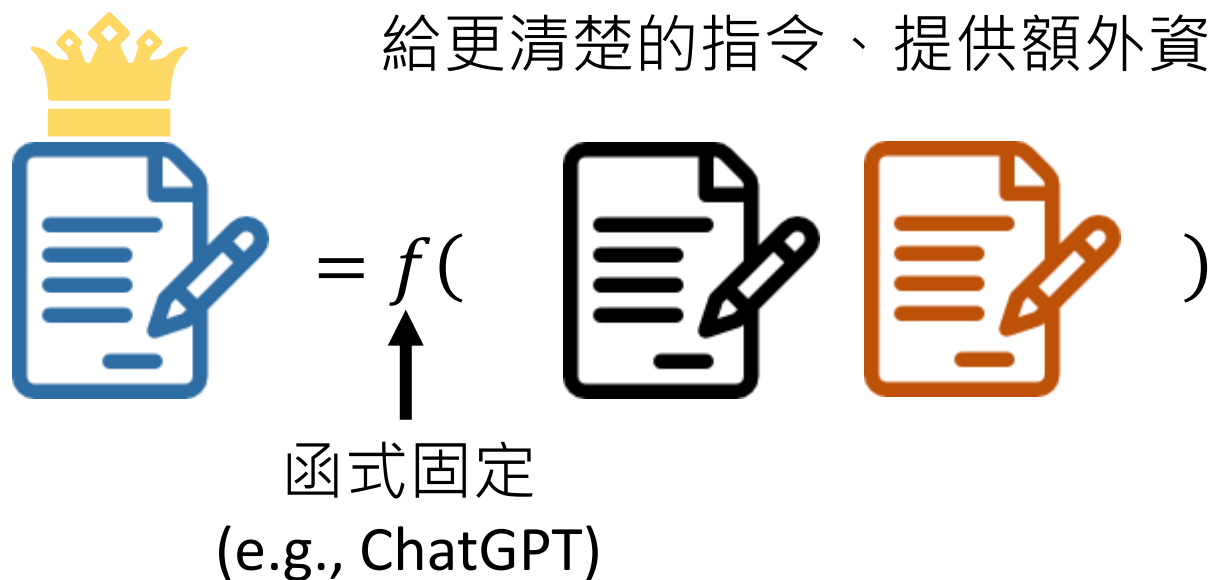 給更清楚的指令、提供額外資
= f( )
函式固定
(e.g., ChatGPT)